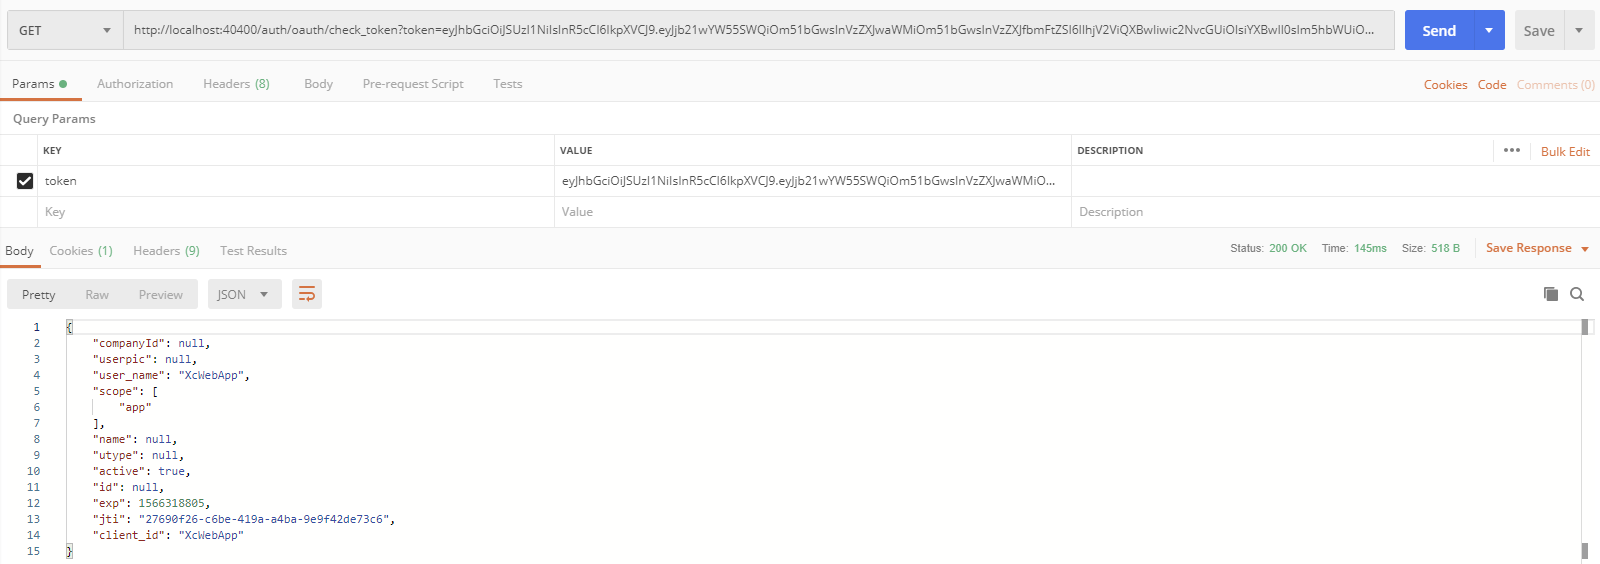 GET http://localhost:40400/auth/oauth/check_token?token=eyJhbGciOiJSUzI1NiIsInR5cCI6IkpXVCJ9.eyJjb21wYW55SWQiOm51bGwsInVzZXJwaWMiOm51bGwsInVzZXJfbmFtZSI6IlhjV2ViQXBwIiwic2NvcGUiOlsiYXBwIl0sIm5hbWUiO... Send Save
Params Authorization Headers (8) Body Pre-request Script Tests Cookies Code Comments (0)
Query Params
KEY VALUE DESCRIPTION ••• Bulk Edit
token eyJhbGciOiJSUzI1NiIsInR5cCI6IkpXVCJ9.eyJjb21wYW55SWQiOm51bGwsInVzZXJwaWMiO...
Key Value Description
Body Cookies (1) Headers (9) Test Results Status: 200 OK Time: 145ms Size: 518 B Save Response
Pretty Raw Preview JSON
1 {
2 "companyId": null,
3 "userpic": null,
4 "user_name": "XcWebApp",
5 "scope": [
6 "app"
7 ],
8 "name": null,
9 "utype": null,
10 "active": true,
11 "id": null,
12 "exp": 1566318805,
13 "jti": "27690f26-c6be-419a-a4ba-9e9f42de73c6",
14 "client_id": "XcWebApp"
15 }